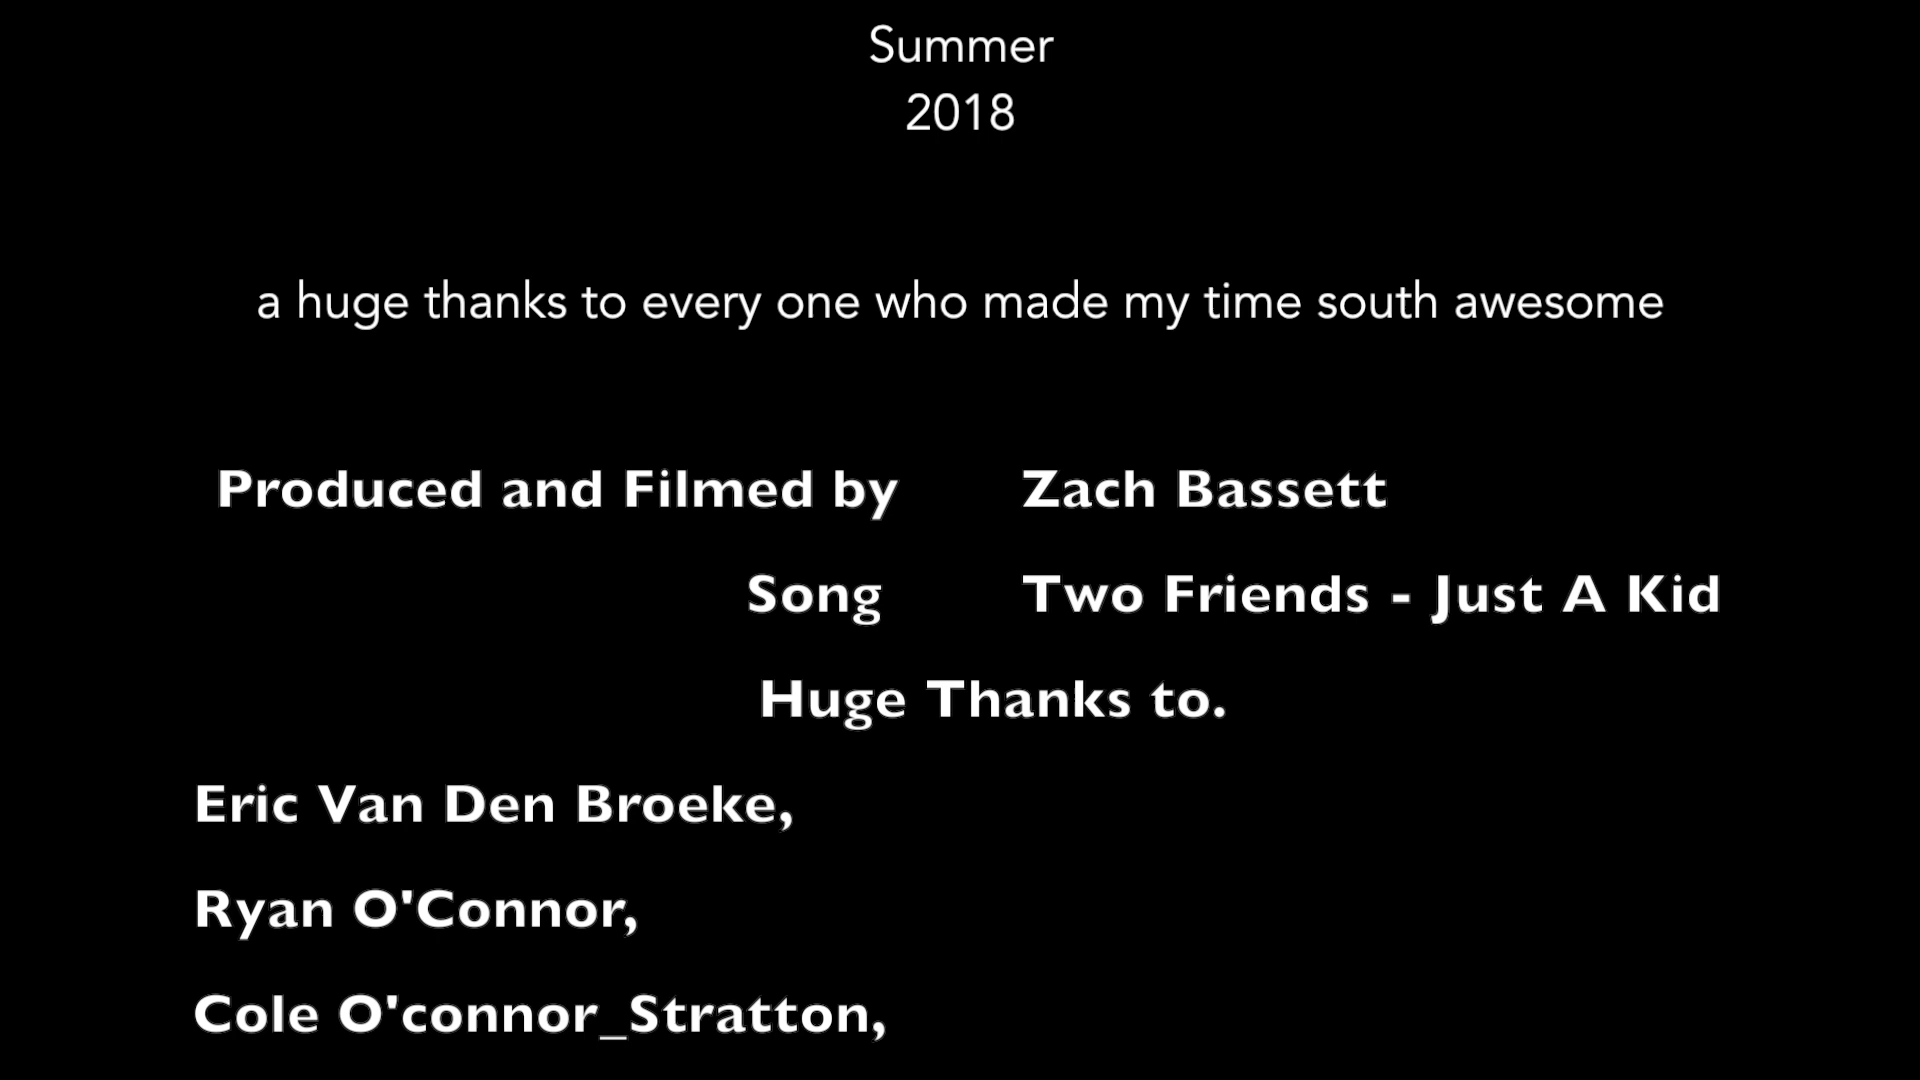 Summer
2018
a huge thanks to every one who made my time south awesome
Produced and Filmed by Zach Bassett
Song Two Friends - Just A Kid
Huge Thanks to.
Eric Van Den Broeke,
Ryan O'Connor,
Cole O'connor_Stratton,